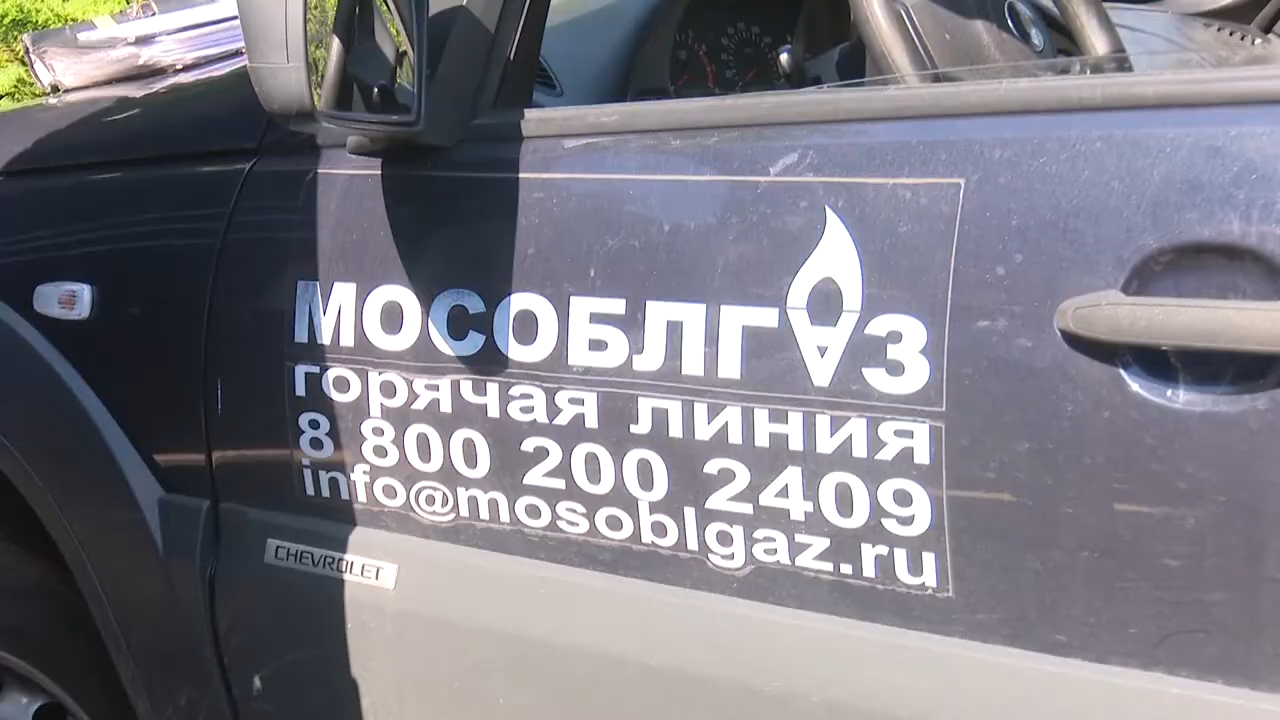 МОСОБЛГАЗ
горячая линия
8 800 200 2409
info@mosoblgaz.ru
CHEVROLET